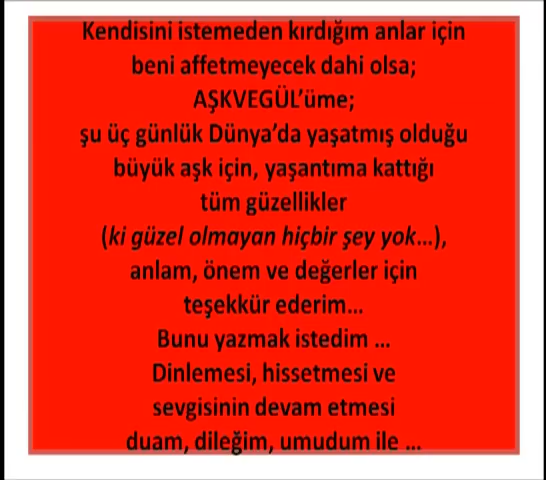 Kendisini istemeden kırdığım anlar için
beni affetmeyecek dahi olsa;
AŞKVEGÜL’üme;
şu üç günlük Dünya’da yaşatmış olduğu
büyük aşk için, yaşantıma kattığı
tüm güzellikler
(ki güzel olmayan hiçbir şey yok...),
anlam, önem ve değerler için
teşekkür ederim...
Bunu yazmak istedim ...
Dinlemesi, hissetmesi ve
sevgisinin devam etmesi
duam, dileğim, umudum ile ...